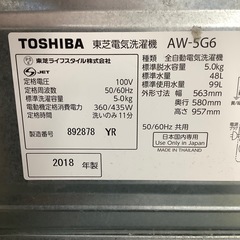 TOSHIBA 東芝電気洗濯機 AW-5G6
東芝ライフスタイル株式会社
JET
種類 全自動電気洗濯機
標準脱水容量 5.0kg
標準水量 48L
標準使用水量 99L
外形寸法 幅 563mm
奥行 580mm
高さ 957mm
定格電圧 100V
定格周波数 50/60Hz
標準洗濯容量 5.0kg
電動機定格消費電力 360/435W
電源 洗いのみ 11分
50/60Hz 共用
製造番号 892878 YR
2018 年製
日本国内専用
Use only in Japan
MADE IN THAILAND